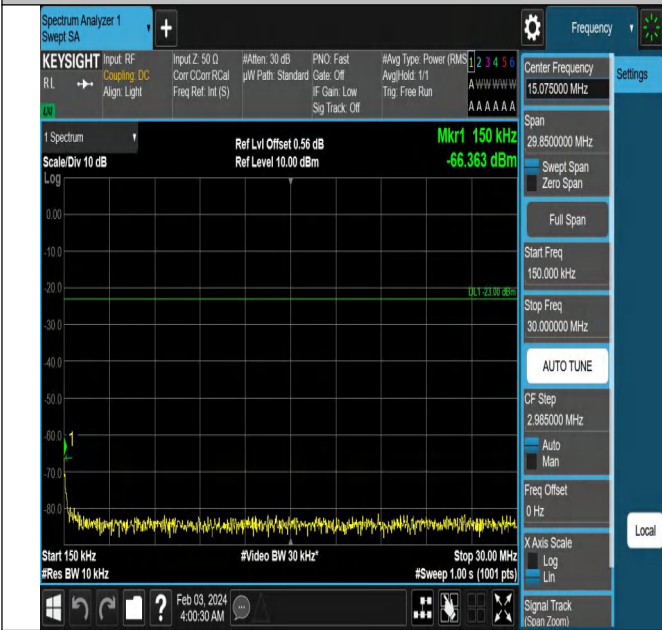 Spectrum Analyzer 1
Swept SA
Frequency
KEYSIGHT
RL
LXI
Input: RF
Coupling: DC
Align: Light
Input Z: 50 Ω
Corr CCorr RCal
Freq Ref: Int (S)
#Atten: 30 dB
µW Path: Standard
PNO: Fast
Gate: Off
IF Gain: Low
Sig Track: Off
#Avg Type: Power (RMS
Avg|Hold: 1/1
Trig: Free Run
1 2 3 4 5 6
A W W W W W
A A A A A A
1 Spectrum
Scale/Div 10 dB
Log
Ref Lvl Offset 0.56 dB
Ref Level 10.00 dBm
Mkr1 150 kHz
-66.363 dBm
0.00
-10.0
-20.0
DL1 -23.00 dBm
-30.0
-40.0
-50.0
-60.0
1
-70.0
-80.0
Start 150 kHz
#Res BW 10 kHz
#Video BW 30 kHz*
Stop 30.00 MHz
#Sweep 1.00 s (1001 pts)
Feb 03, 2024
4:00:30 AM
Center Frequency
15.075000 MHz
Settings
Span
29.8500000 MHz
Swept Span
Zero Span
Full Span
Start Freq
150.000 kHz
Stop Freq
30.000000 MHz
AUTO TUNE
CF Step
2.985000 MHz
Auto
Man
Freq Offset
0 Hz
Local
X Axis Scale
Log
Lin
Signal Track
(Span Zoom)